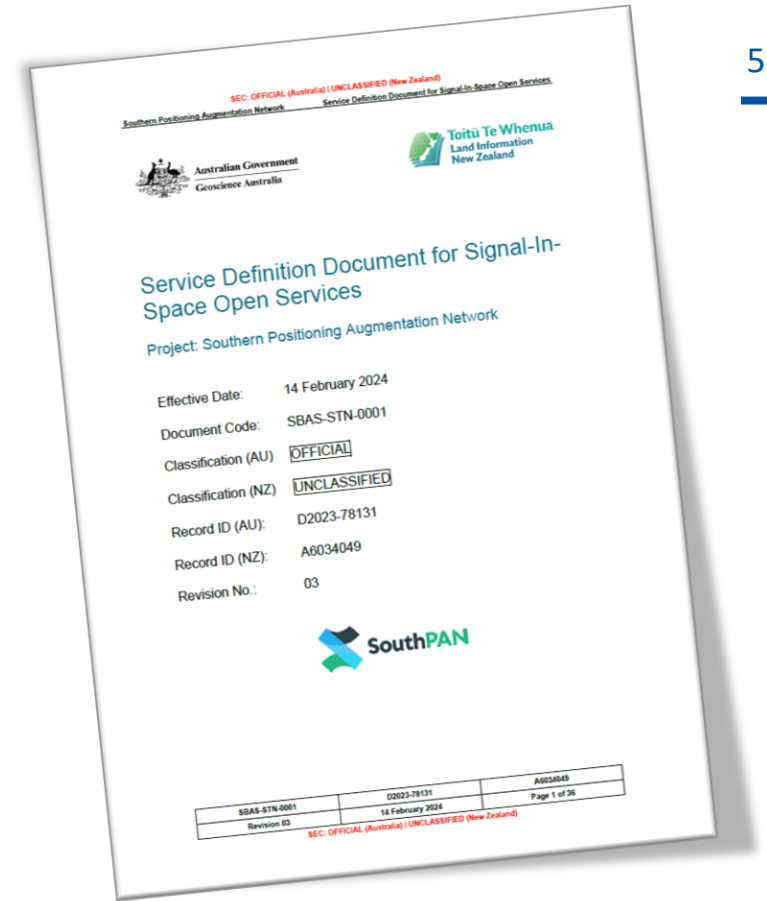 5
SEC: OFFICIAL (Australia) | UNCLASSIFIED (New Zealand)
Southern Positioning Augmentation Network Service Definition Document for Signal-In-Space Open Services
Australian Government
Geoscience Australia
Toitū Te Whenua
Land Information
New Zealand
Service Definition Document for Signal-In-
Space Open Services
Project: Southern Positioning Augmentation Network
Effective Date: 14 February 2024
Document Code: SBAS-STN-0001
Classification (AU) OFFICIAL
Classification (NZ) UNCLASSIFIED
Record ID (AU): D2023-78131
Record ID (NZ): A6034049
Revision No.: 03
SouthPAN
SBAS-STN-0001 D2023-78131 A6034049
Revision 03 14 February 2024 Page 1 of 36
SEC: OFFICIAL (Australia) | UNCLASSIFIED (New Zealand)